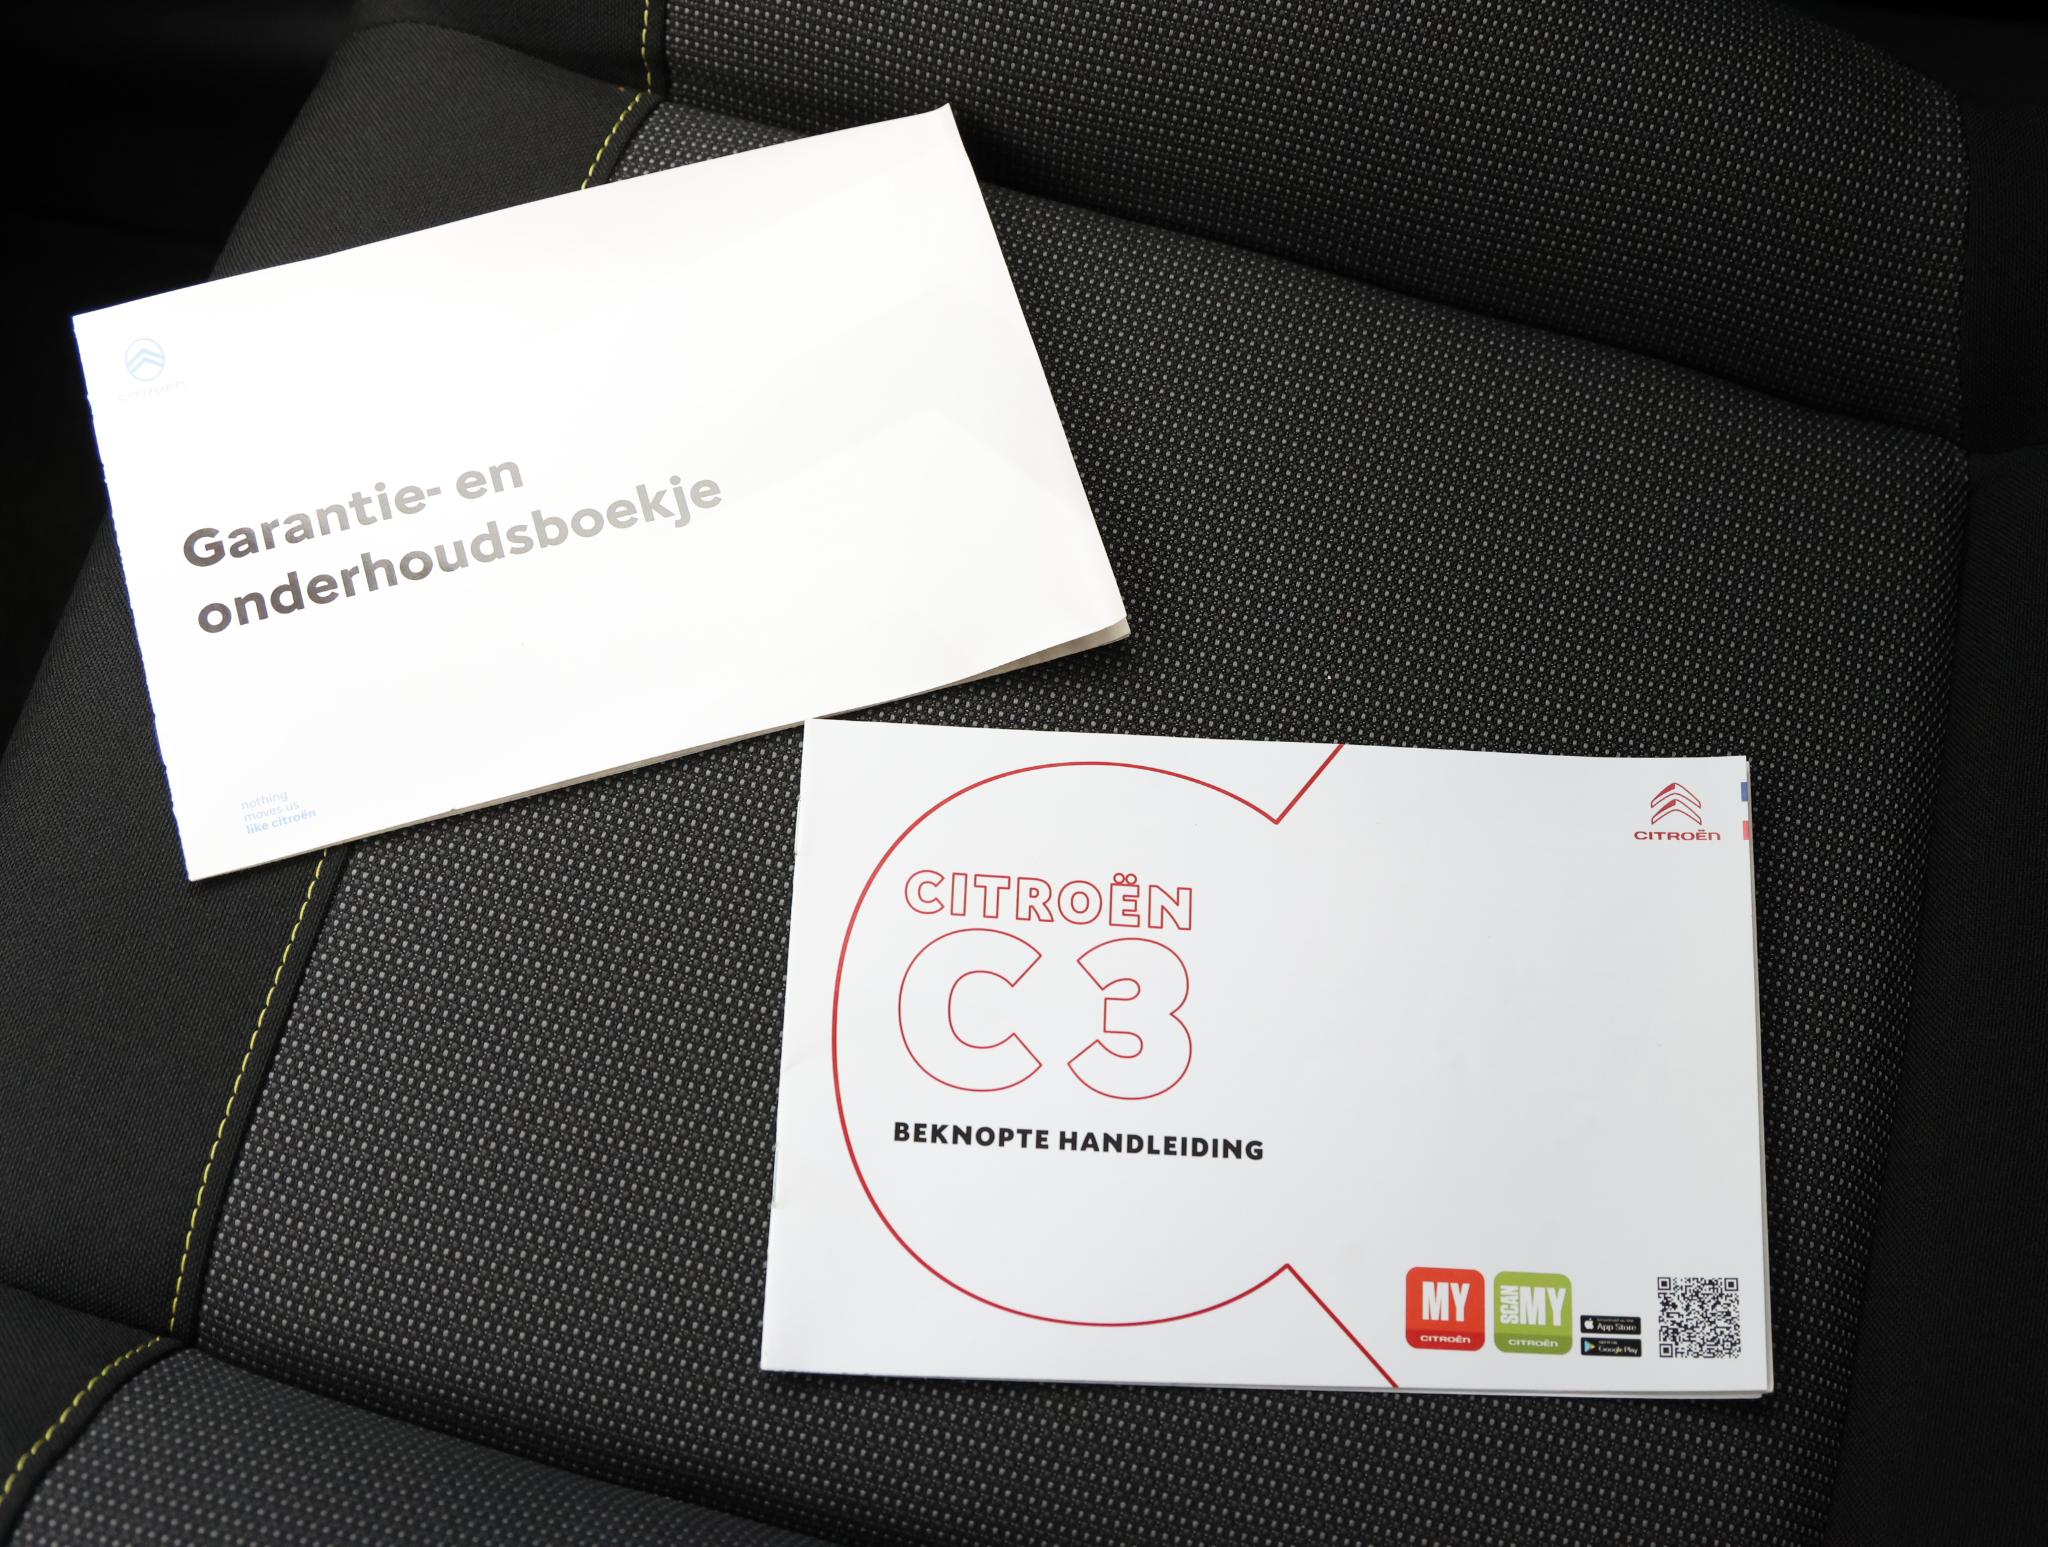 CITROËN
Garantie- en
onderhoudsboekje
nothing
moves us
like citroën
CITROËN
CITROËN
C3
BEKNOPTE HANDLEIDING
MY
CITROËN
SCAN
MY
CITROËN
App Store
Google Play